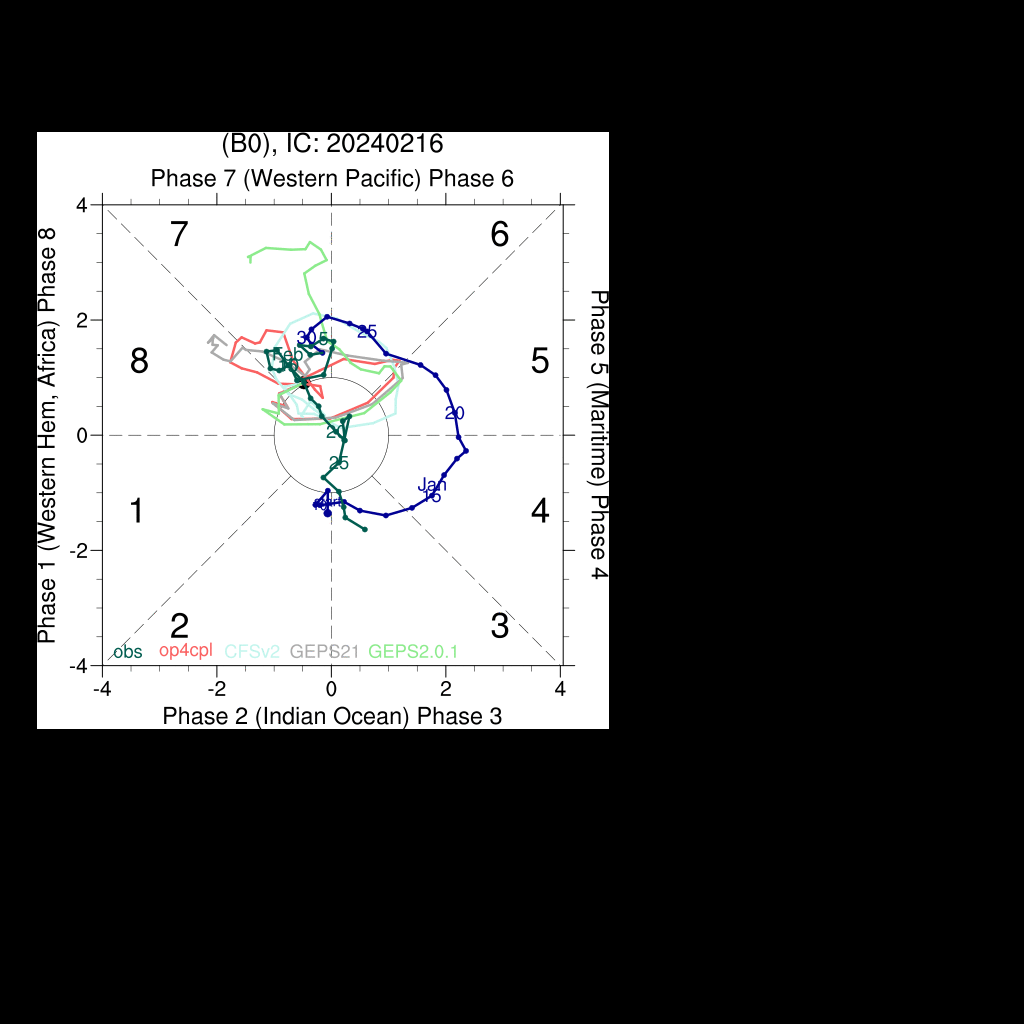 (B0), IC: 20240216
Phase 7 (Western Pacific) Phase 6
Phase 1 (Western Hem, Africa) Phase 8
4
2
0
-2
-4
7
6
8
5
1
4
2
3
30
5
25
Feb
10
20
20
25
Jan
15
obs op4cpl CFSv2 GEPS21 GEPS2.0.1
-4 -2 0 2 4
Phase 2 (Indian Ocean) Phase 3
Phase 5 (Maritime) Phase 4